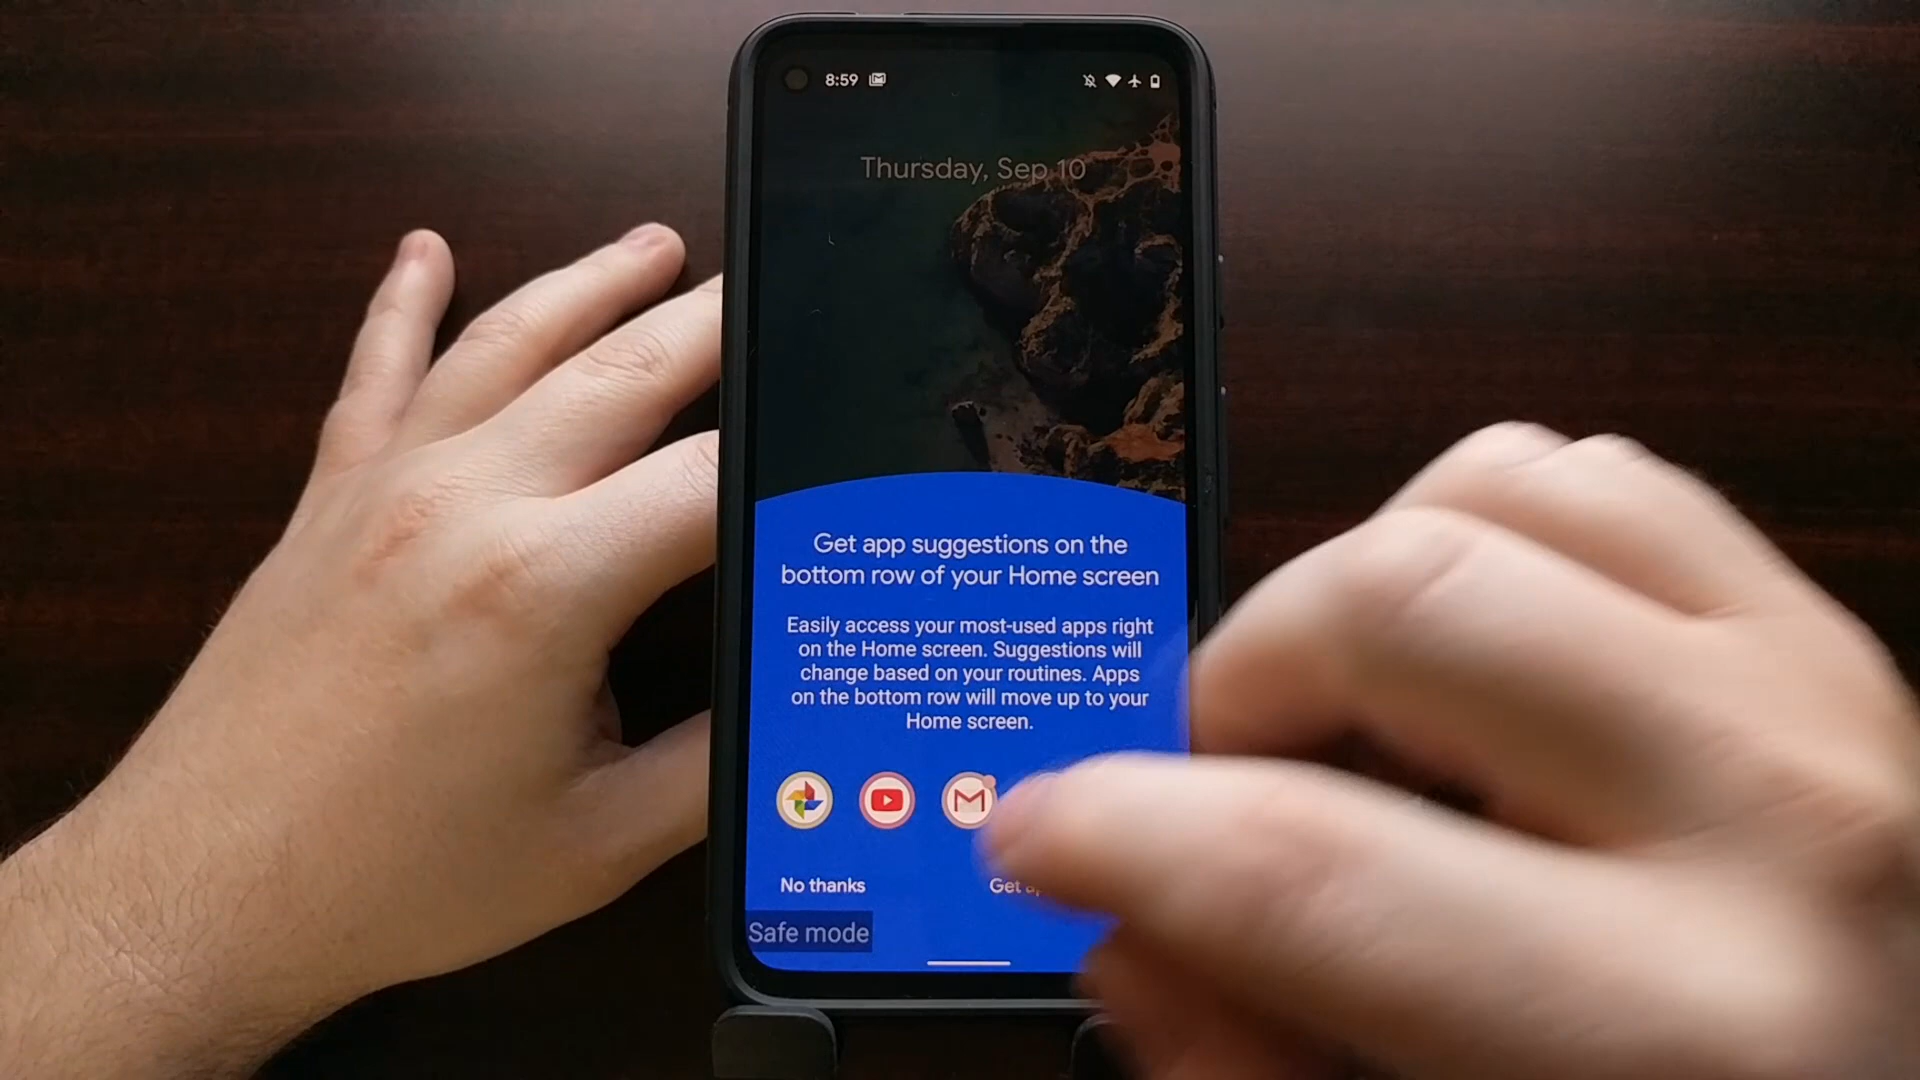 8:59
Thursday, Sep 10
Get app suggestions on the
bottom row of your Home screen
Easily access your most-used apps right
on the Home screen. Suggestions will
change based on your routines. Apps
on the bottom row will move up to your
Home screen.
No thanks
Get
Safe mode